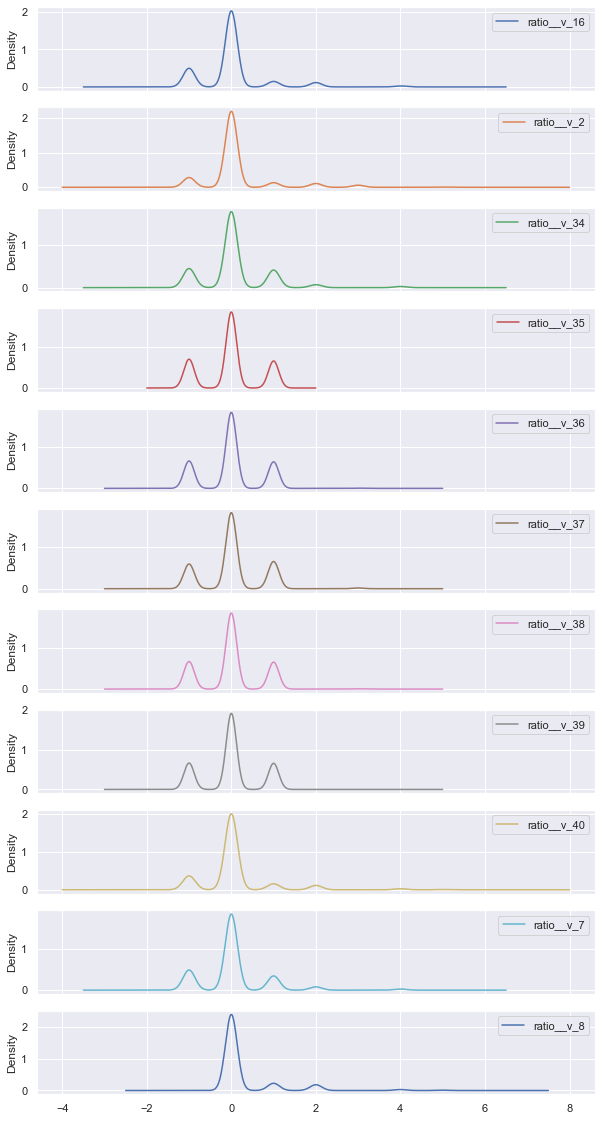 2
1
0
Density
ratio__v_16
2
1
0
Density
ratio__v_2
1
0
Density
ratio__v_34
1
0
Density
ratio__v_35
1
0
Density
ratio__v_36
1
0
Density
ratio__v_37
1
0
Density
ratio__v_38
2
1
0
Density
ratio__v_39
2
1
0
Density
ratio__v_40
1
0
Density
ratio__v_7
2
1
0
Density
ratio__v_8
−4 −2 0 2 4 6 8